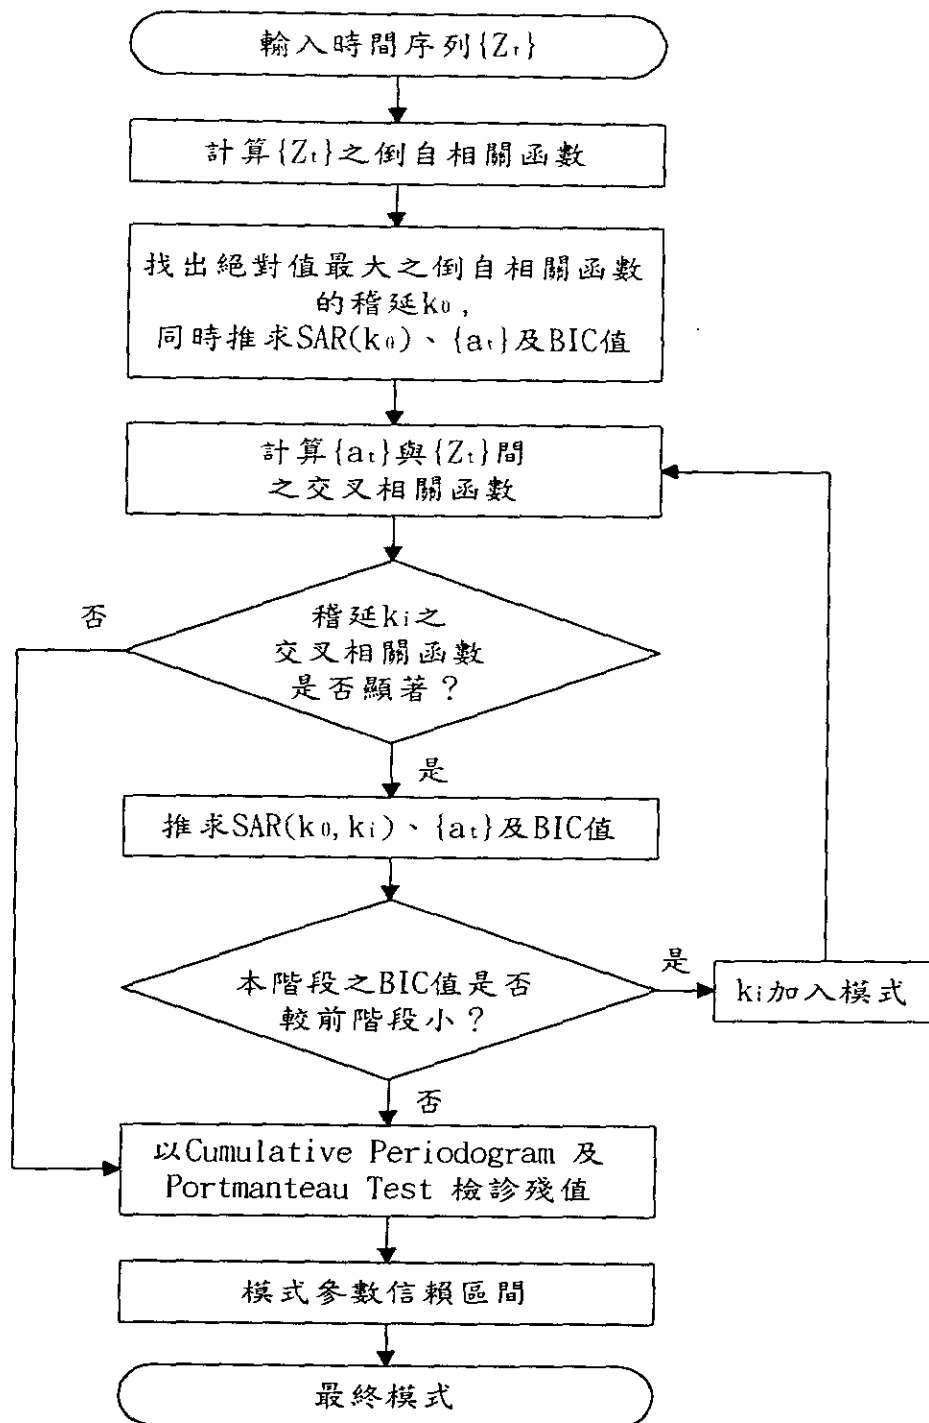 輸入時間序列{Zt}
計算{Zt}之倒自相關函數
找出絕對值最大之倒自相關函數
的稽延k0,
同時推求SAR(k0)、{at}及BIC值
計算{at}與{Zt}間
之交叉相關函數
否
稽延ki之
交叉相關函數
是否顯著?
是
推求SAR(k0,ki)、{at}及BIC值
本階段之BIC值是否
較前階段小?
是
ki加入模式
否
以Cumulative Periodogram 及
Portmanteau Test 檢診殘值
模式參數信賴區間
最終模式